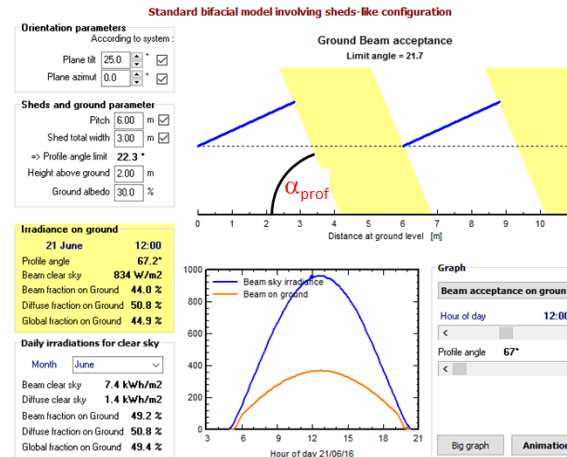 Standard bifacial model involving sheds-like configuration
Orientation parameters
According to system :
Plane tilt 25.0 °
Plane azimut 0.0 °
Sheds and ground parameter
Pitch 6.00 m
Shed total width 3.00 m
=> Profile angle limit 22.3 °
Height above ground 2.00 m
Ground albedo 30.0 %
Ground Beam acceptance
Limit angle = 21.7
αprof
0 1 2 3 4 5 6 7 8 9 10
Distance at ground level [m]
Irradiance on ground
21 June 12:00
Profile angle 67.2°
Beam clear sky 834 W/m2
Beam fraction on Ground 44.0 %
Diffuse fraction on Ground 50.8 %
Global fraction on Ground 44.9 %
Daily irradiations for clear sky
Month June
Beam clear sky 7.4 kWh/m2
Diffuse clear sky 1.4 kWh/m2
Beam fraction on Ground 49.2 %
Diffuse fraction on Ground 50.8 %
Global fraction on Ground 49.4 %
1000
800
600
400
200
0
Beam sky irradiance
Beam on ground
3 6 9 12 15 18 21
Hour of day 21/06/16
Graph
Beam acceptance on groun
Hour of day 12:00
<
Profile angle 67°
<
Big graph Animation